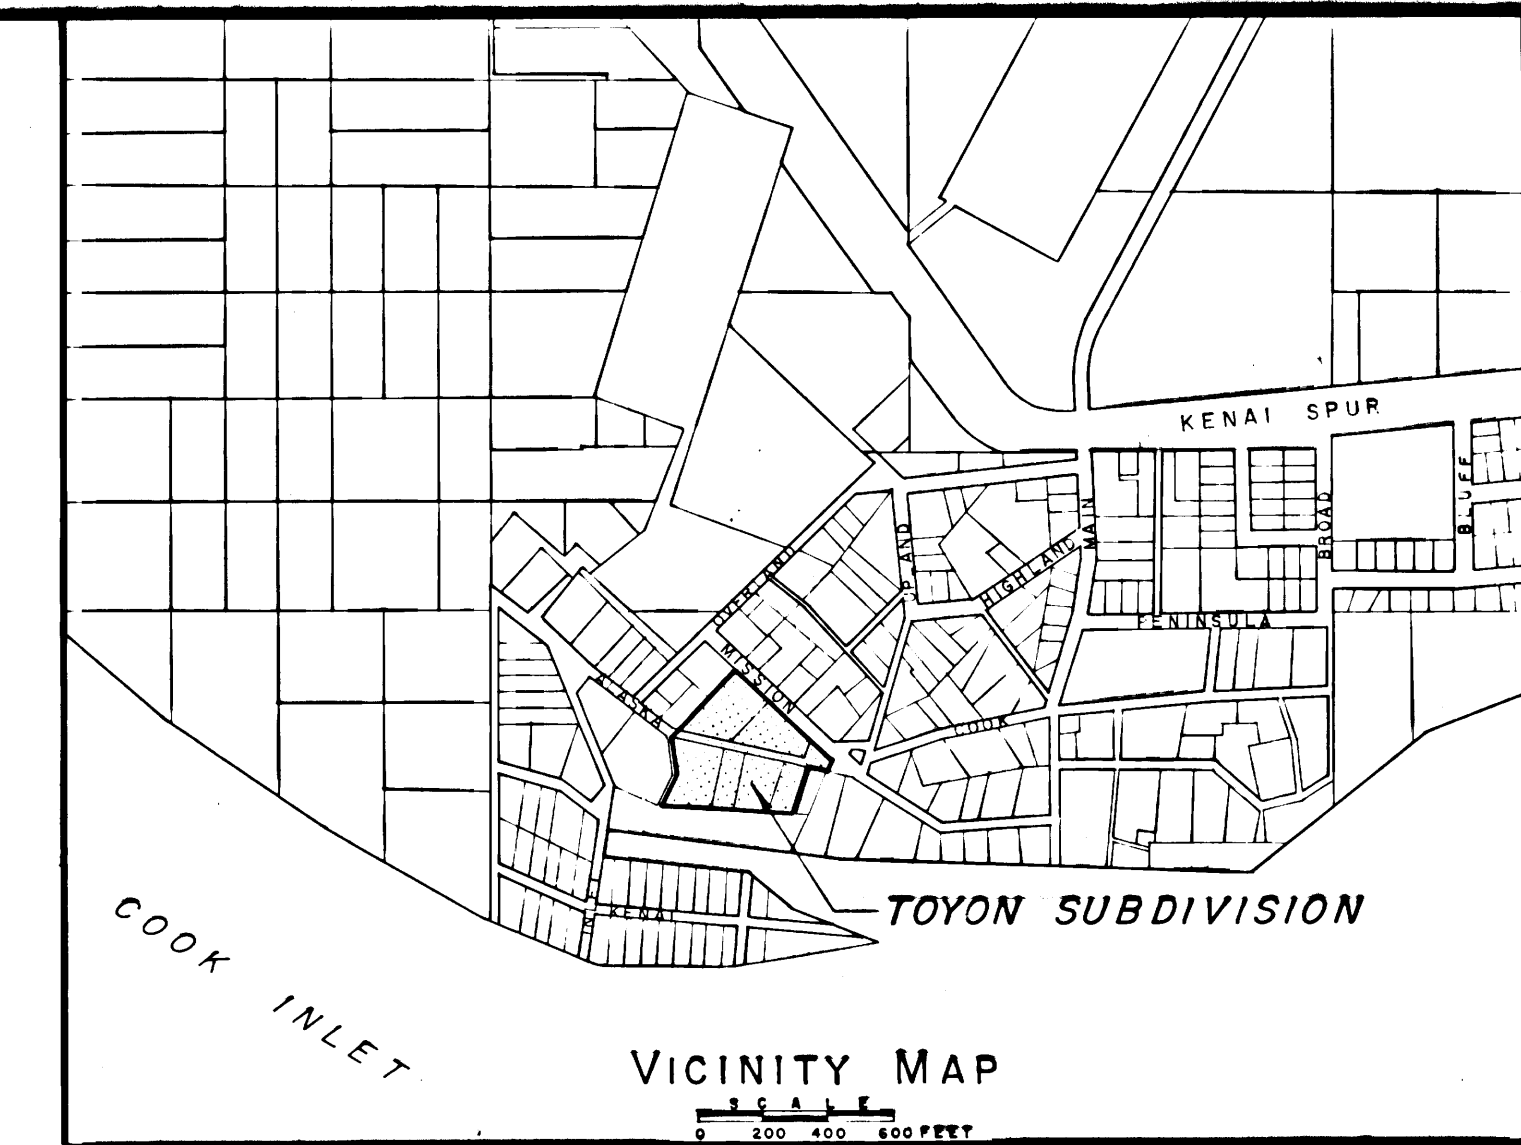 KENAI SPUR
BLUFF
BROAD
MAIN
HIGHLAND
OVERLAND
PENINSULA
MISSION
ALASKA
COOK
TOYON SUBDIVISION
KENAI
COOK INLET
VICINITY MAP
SCALE
0 200 400 600 FEET